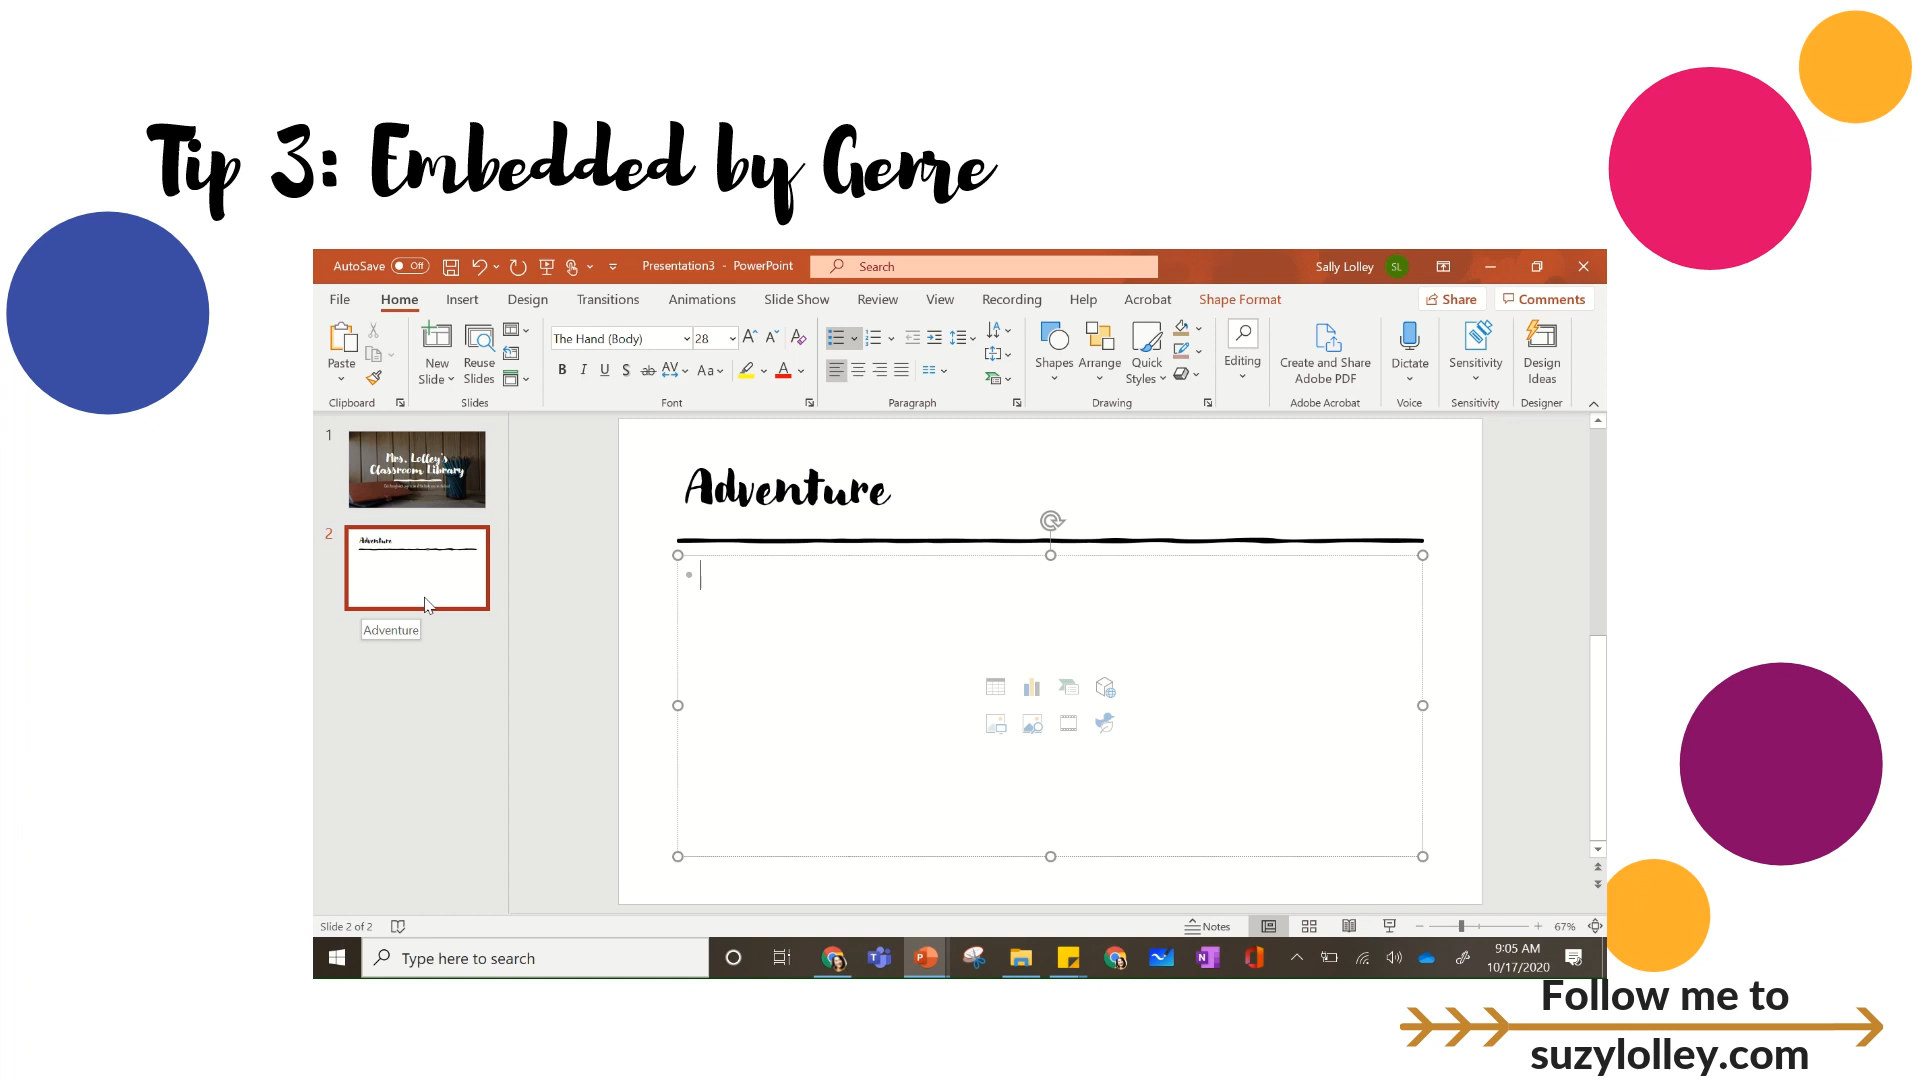 Tip 3: Embedded by Genre
AutoSave Off Presentation3 - PowerPoint Search Sally Lolley SL
File Home Insert Design Transitions Animations Slide Show Review View Recording Help Acrobat Shape Format Share Comments
The Hand (Body) 28
Paste New Slide Reuse Slides Shapes Arrange Quick Styles Editing Create and Share Adobe PDF Dictate Sensitivity Design Ideas
B I U S ab AV Aa A
Clipboard Slides Font Paragraph Drawing Adobe Acrobat Voice Sensitivity Designer
1
Mrs. Lolley's
Classroom Library
2
Adventure
Adventure
Adventure
Slide 2 of 2 Notes 67%
Type here to search 9:05 AM
10/17/2020
Follow me to
suzylolley.com